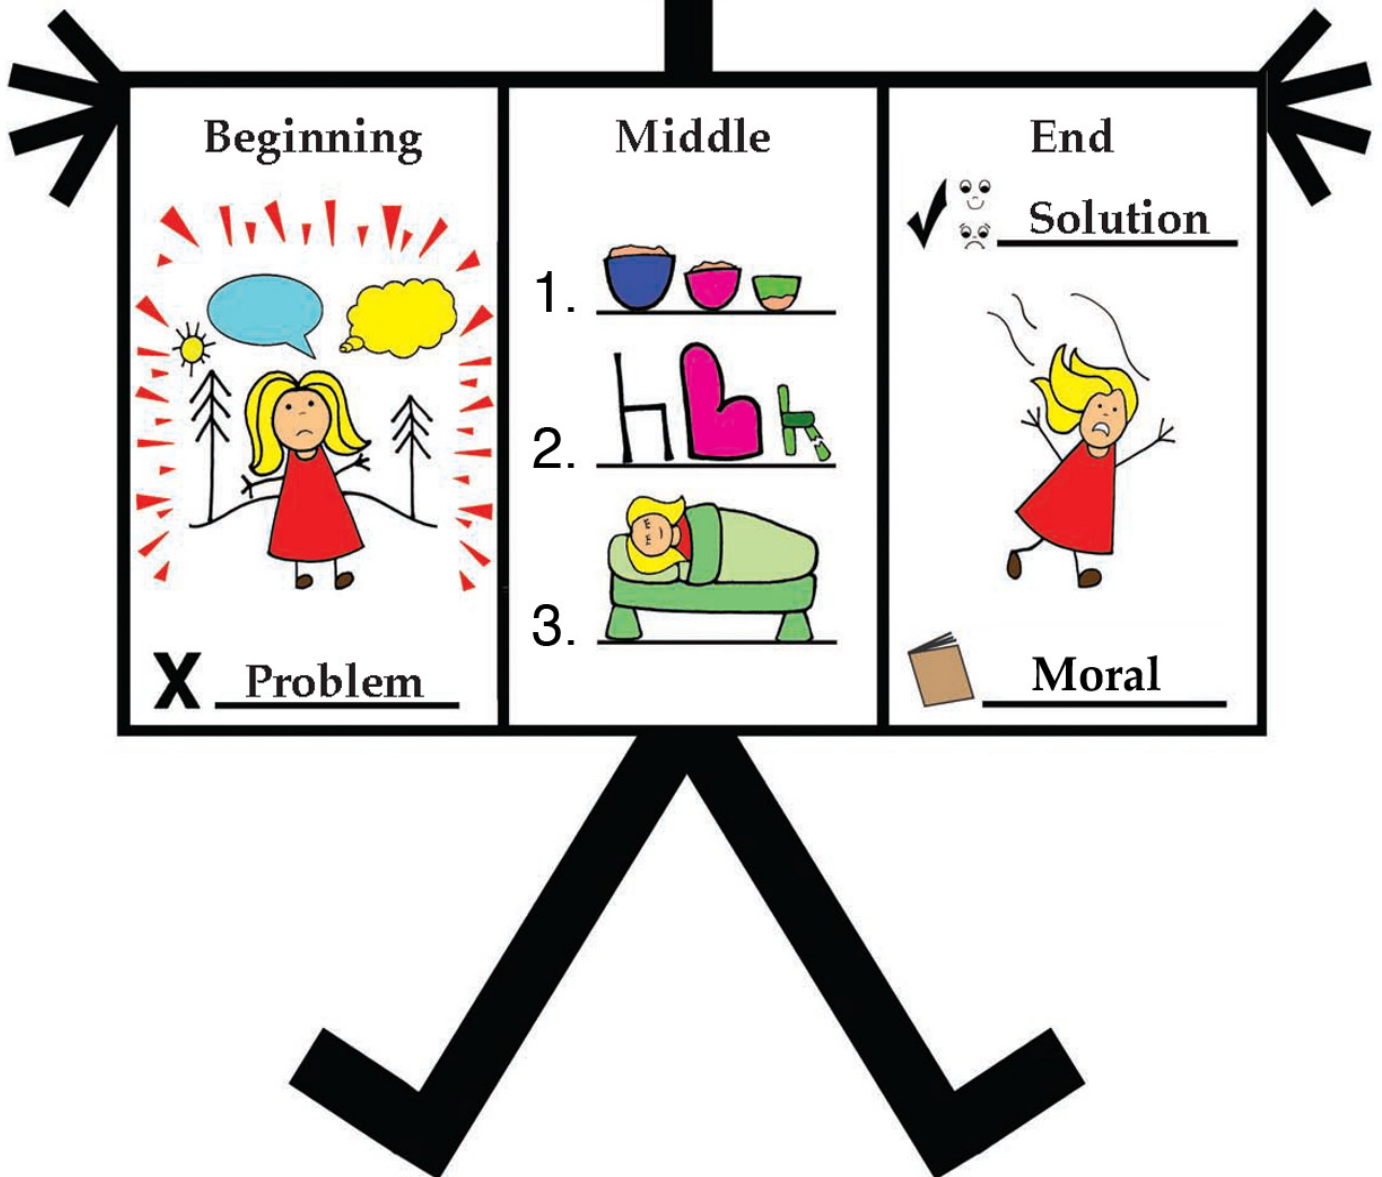 Beginning
X Problem
Middle
1.
2.
3.
End
Solution
Moral